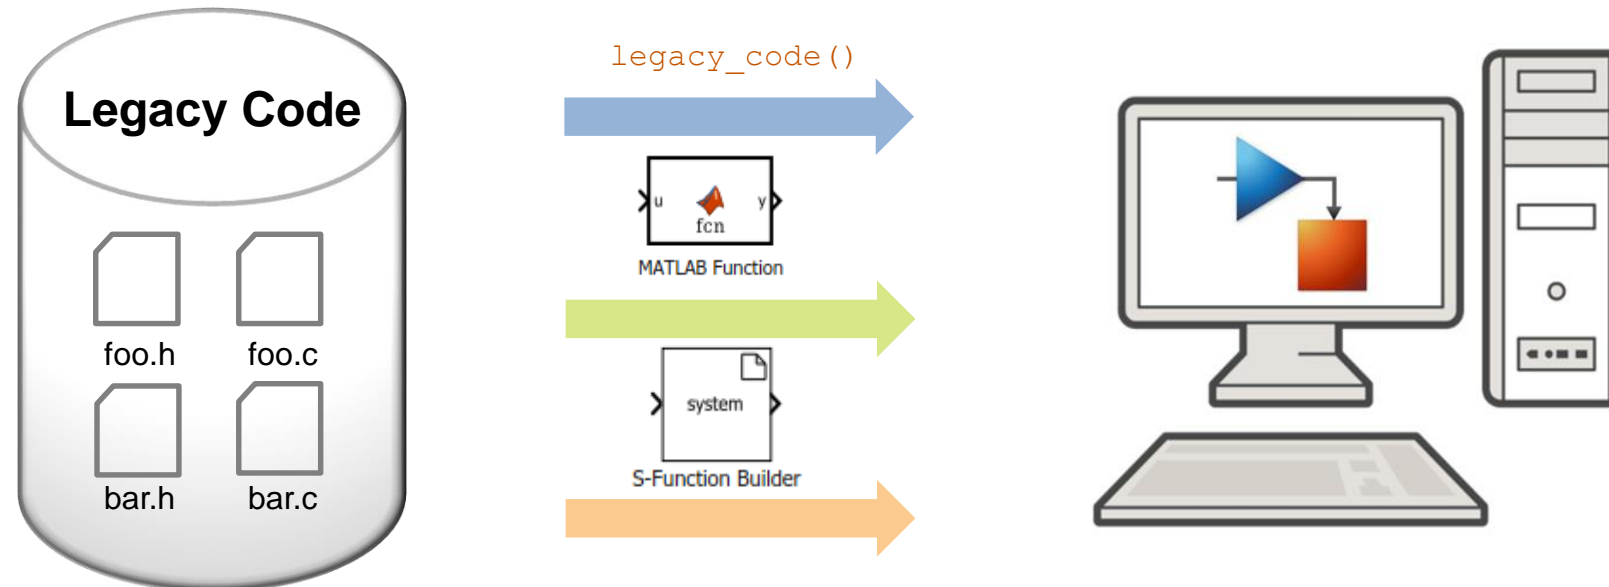 Legacy Code
foo.h
foo.c
bar.h
bar.c
legacy_code()
u
y
fcn
MATLAB Function
system
S-Function Builder